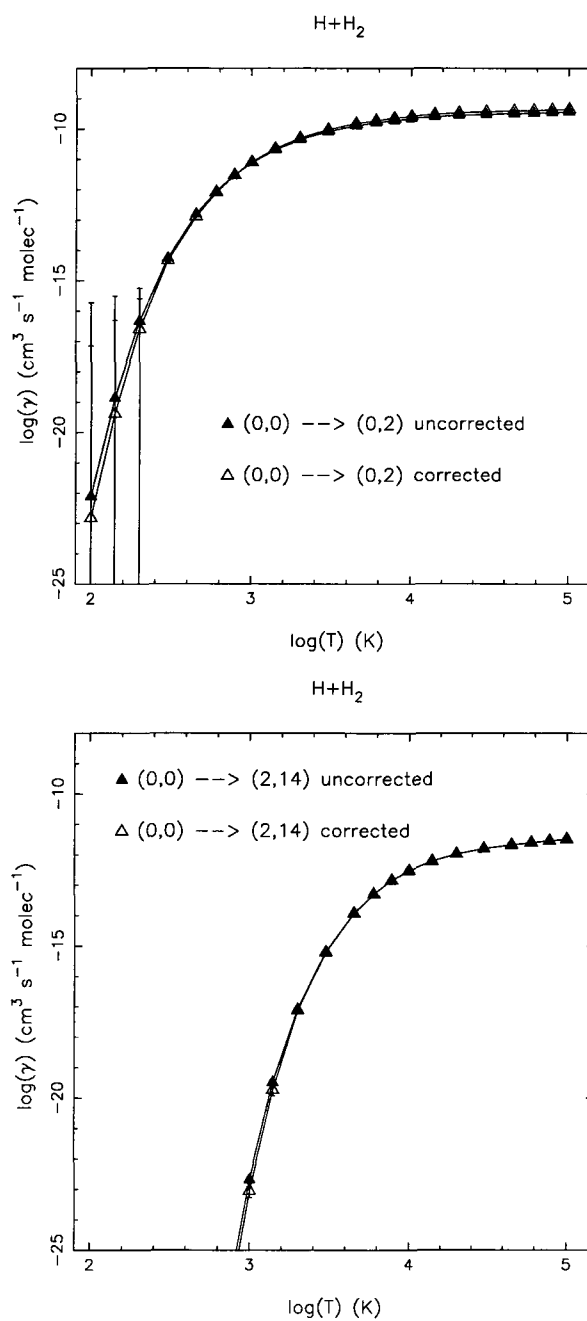 H+H₂
-10
-15
-20
-25
log(γ) (cm³ s⁻¹ molec⁻¹)
▲ (0,0) --> (0,2) uncorrected
△ (0,0) --> (0,2) corrected
2 3 4 5
log(T) (K)
H+H₂
▲ (0,0) --> (2,14) uncorrected
△ (0,0) --> (2,14) corrected
-10
-15
-20
-25
log(γ) (cm³ s⁻¹ molec⁻¹)
2 3 4 5
log(T) (K)